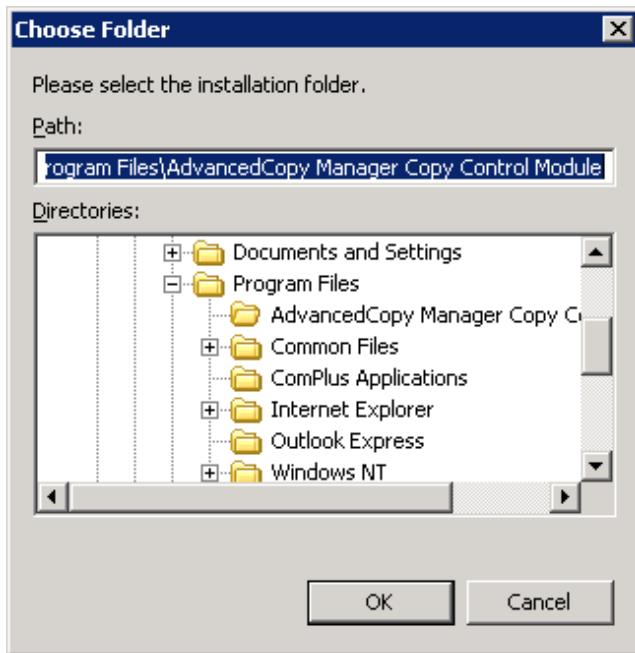 Choose Folder
Please select the installation folder.
Path:
rogram Files\AdvancedCopy Manager Copy Control Module
Directories:
Documents and Settings
Program Files
AdvancedCopy Manager Copy Co
Common Files
ComPlus Applications
Internet Explorer
Outlook Express
Windows NT
OK Cancel